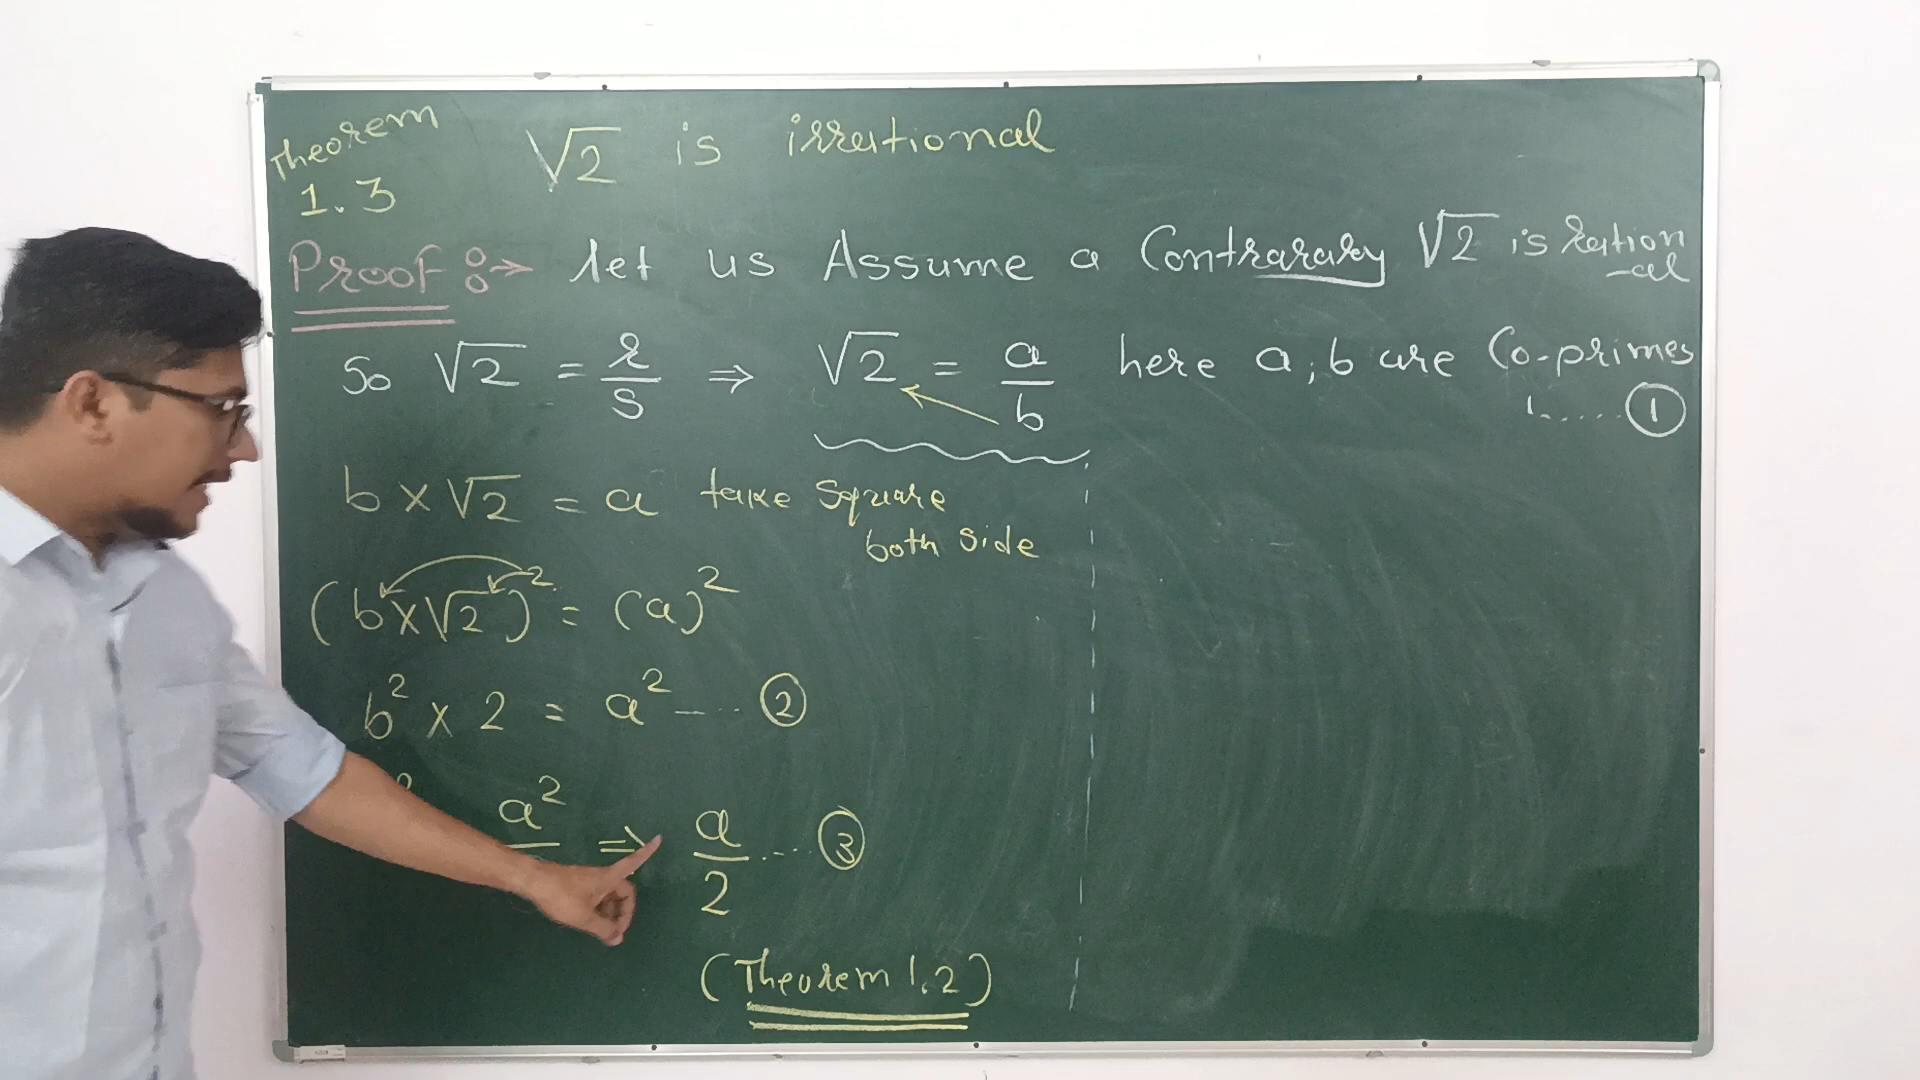 Theorem
1.3
√2 is irrational
Proof :→ let us Assume a Contrararay √2 is ration
-al
So √2 = r/s ⇒ √2 = a/b here a, b are Co-primes
..... ①
b × √2 = a take square
both side
(b × √2)² = (a)²
b² × 2 = a² --- ②
a² ⇒ a/2 ---- ③
(Theorem 1.2)